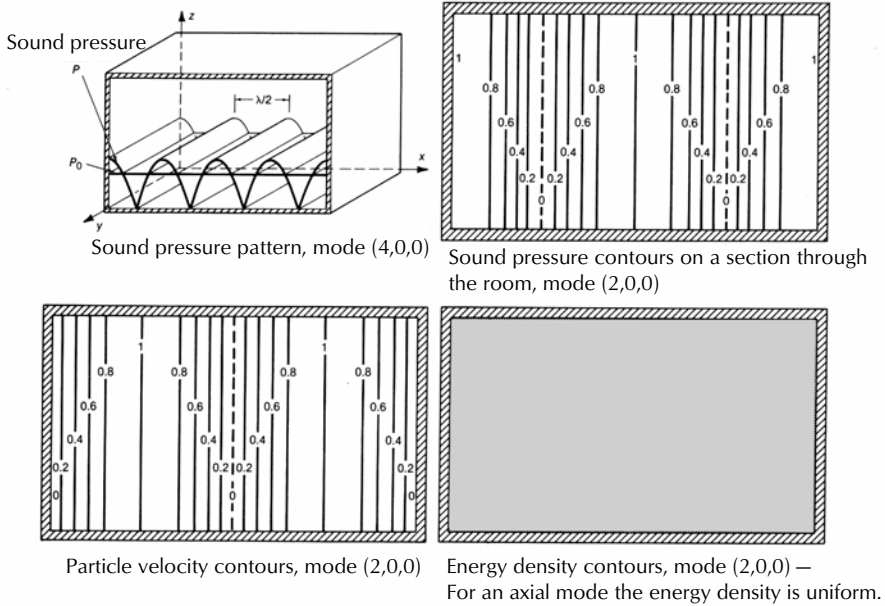 z
Sound pressure
P
λ/2
P₀
x
y
Sound pressure pattern, mode (4,0,0)
1 1 1
0.8 0.8 0.8 0.8
0.6 0.6 0.6 0.6
0.4 0.4 0.4 0.4
0.2 0.2 0.2 0.2
0 0
Sound pressure contours on a section through
the room, mode (2,0,0)
1 1
0.8 0.8 0.8 0.8
0.6 0.6 0.6 0.6
0.4 0.4 0.4 0.4
0.2 0.2 0.2 0.2
0 0 0
Particle velocity contours, mode (2,0,0)
Energy density contours, mode (2,0,0) —
For an axial mode the energy density is uniform.